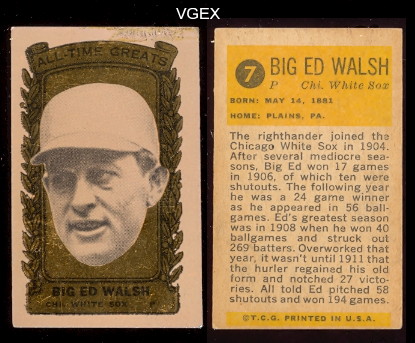 VGEX
ALL-TIME GREATS
BIG ED WALSH
CHI. WHITE SOX P
7
BIG ED WALSH
P Chi. White Sox
BORN: MAY 14, 1881
HOME: PLAINS, PA.
The righthander joined the
Chicago White Sox in 1904.
After several mediocre sea-
sons, Big Ed won 17 games
in 1906, of which ten were
shutouts. The following year
he was a 24 game winner
as he appeared in 56 ball-
games. Ed's greatest season
was in 1908 when he won 40
ballgames and struck out
269 batters. Overworked that
year, it wasn't until 1911 that
the hurler regained his old
form and notched 27 victo-
ries. All told Ed pitched 58
shutouts and won 194 games.
©T.C.G. PRINTED IN U.S.A.